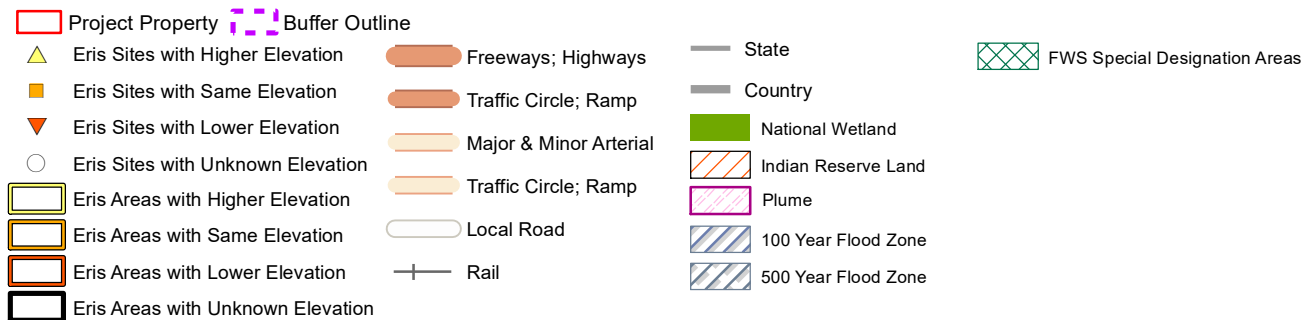 Project Property
Buffer Outline
Eris Sites with Higher Elevation
Eris Sites with Same Elevation
Eris Sites with Lower Elevation
Eris Sites with Unknown Elevation
Eris Areas with Higher Elevation
Eris Areas with Same Elevation
Eris Areas with Lower Elevation
Eris Areas with Unknown Elevation
Freeways; Highways
Traffic Circle; Ramp
Major & Minor Arterial
Traffic Circle; Ramp
Local Road
Rail
State
Country
National Wetland
Indian Reserve Land
Plume
100 Year Flood Zone
500 Year Flood Zone
FWS Special Designation Areas